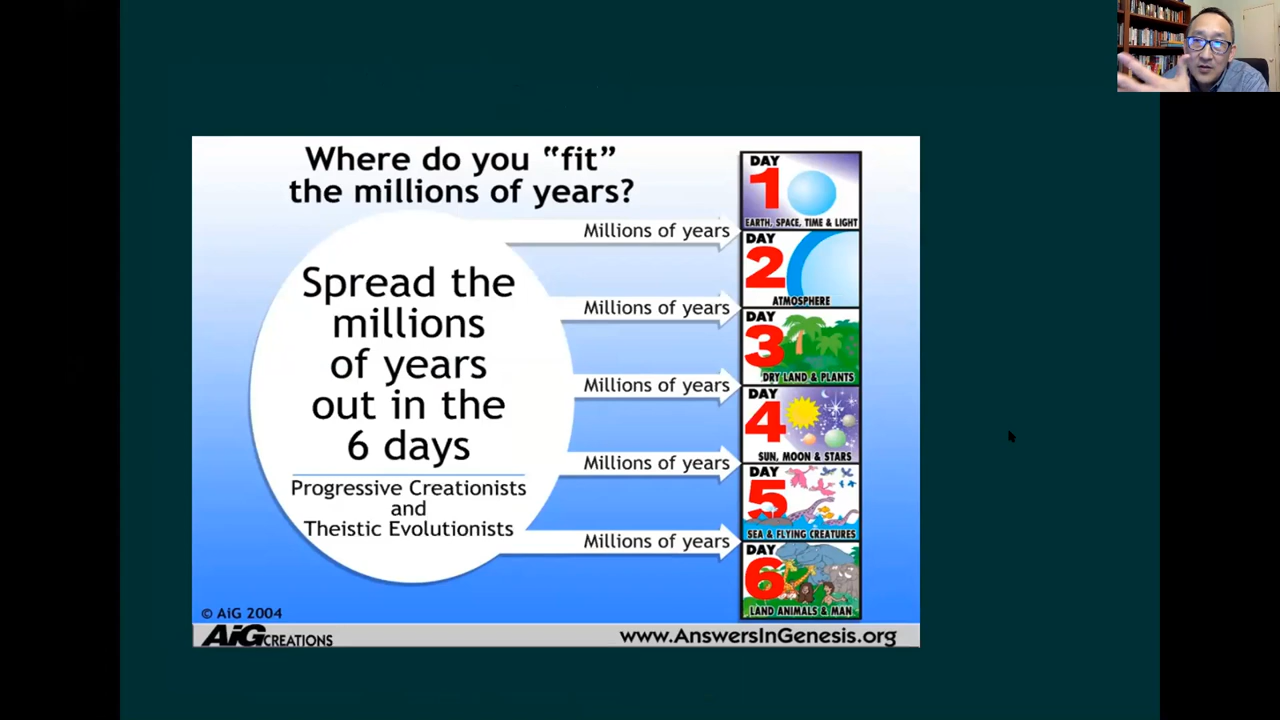 Where do you “fit”
the millions of years?
Spread the
millions
of years
out in the
6 days
Progressive Creationists
and
Theistic Evolutionists
Millions of years
Millions of years
Millions of years
Millions of years
Millions of years
DAY
1
EARTH, SPACE, TIME & LIGHT
DAY
2
ATMOSPHERE
DAY
3
DRY LAND & PLANTS
DAY
4
SUN, MOON & STARS
DAY
5
SEA & FLYING CREATURES
DAY
6
LAND ANIMALS & MAN
© AiG 2004
AiG CREATIONS
www.AnswersInGenesis.org